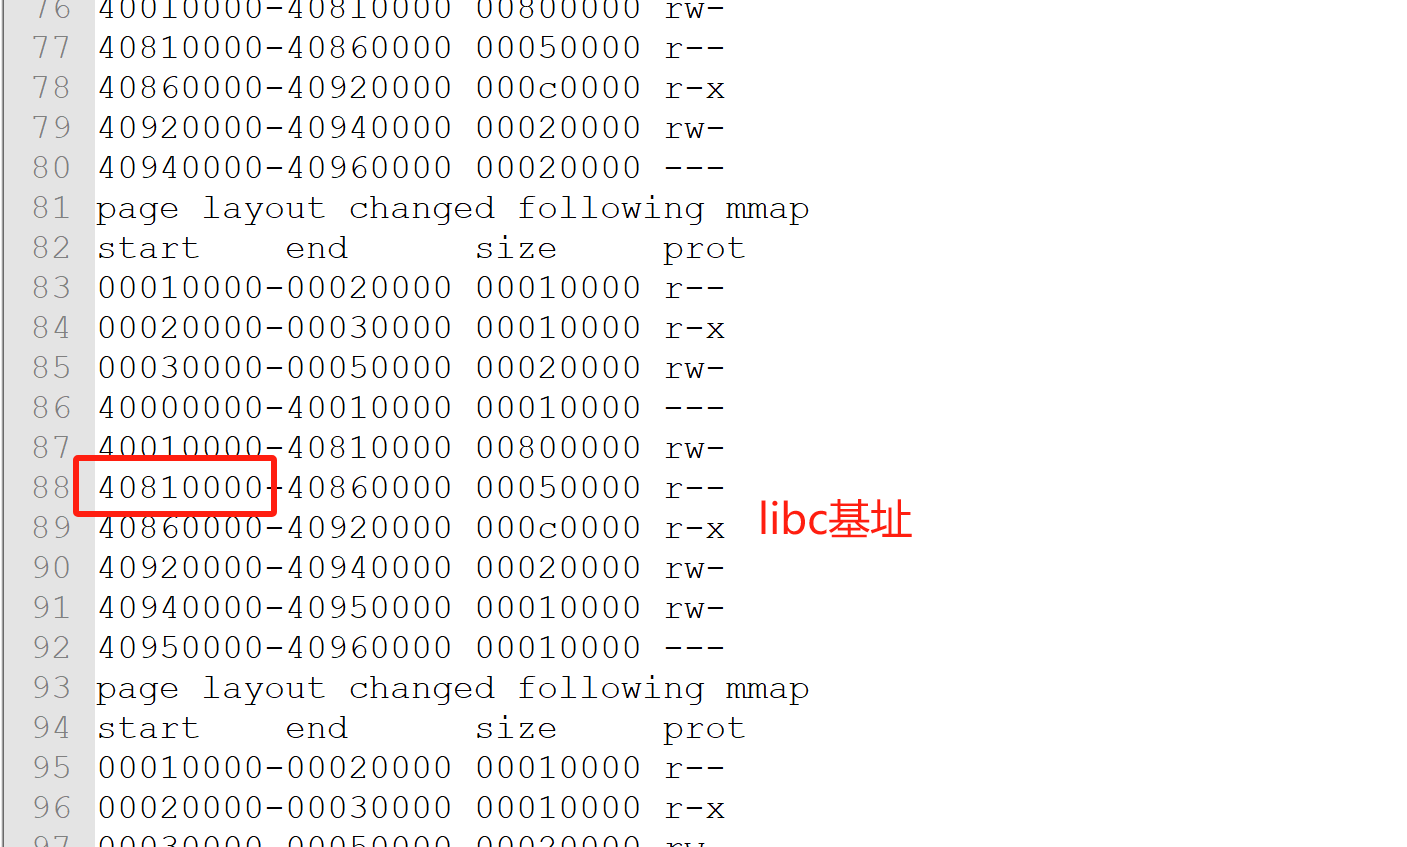 76 40010000-40810000 00800000 rw-
77 40810000-40860000 00050000 r--
78 40860000-40920000 000c0000 r-x
79 40920000-40940000 00020000 rw-
80 40940000-40960000 00020000 ---
81 page layout changed following mmap
82 start end size prot
83 00010000-00020000 00010000 r--
84 00020000-00030000 00010000 r-x
85 00030000-00050000 00020000 rw-
86 40000000-40010000 00010000 ---
87 40010000-40810000 00800000 rw-
88 40810000-40860000 00050000 r--
libc基址
89 40860000-40920000 000c0000 r-x
90 40920000-40940000 00020000 rw-
91 40940000-40950000 00010000 rw-
92 40950000-40960000 00010000 ---
93 page layout changed following mmap
94 start end size prot
95 00010000-00020000 00010000 r--
96 00020000-00030000 00010000 r-x
97 00030000-00050000 00020000 rw-